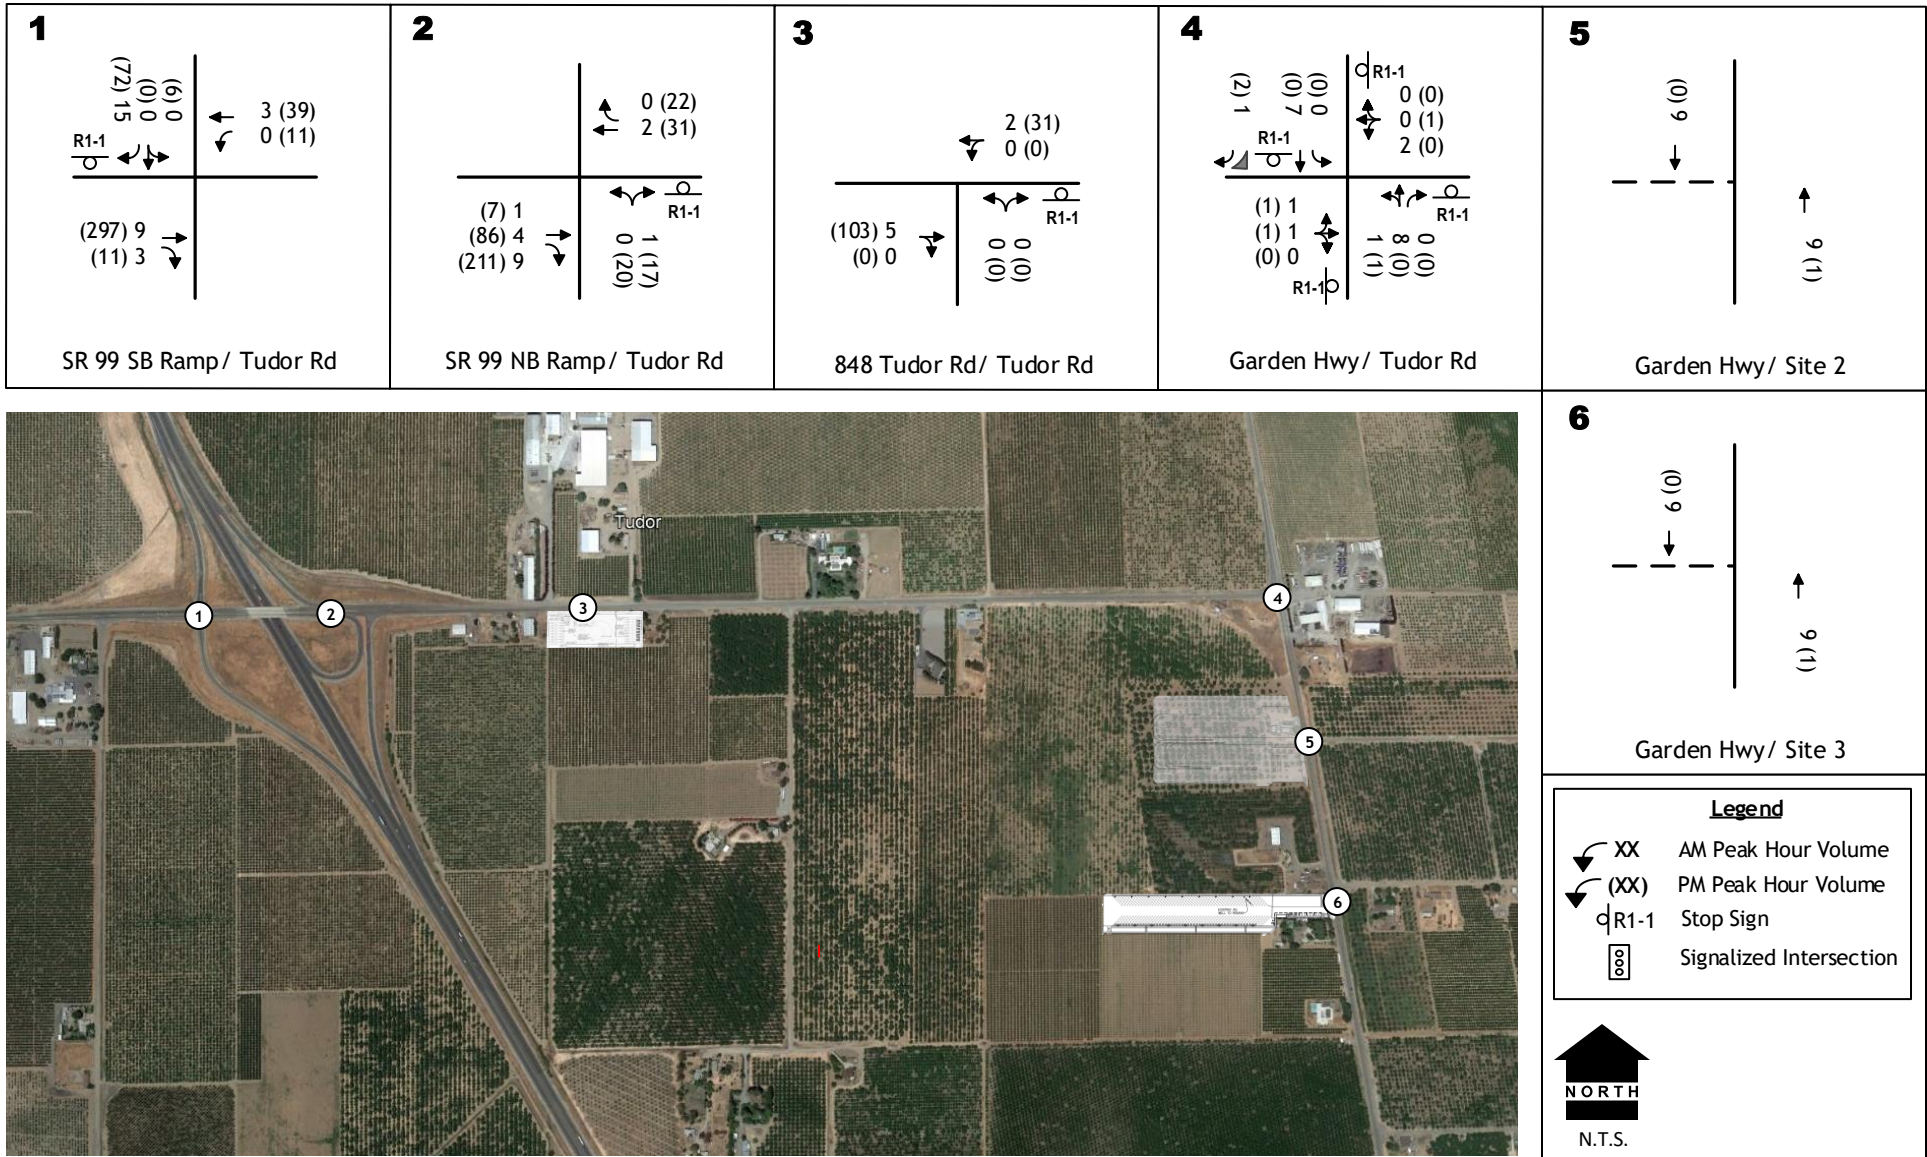 1
(72) 15
(0) 0
(6) 0
R1-1
3 (39)
0 (11)
(297) 9
(11) 3
SR 99 SB Ramp/ Tudor Rd
2
0 (22)
2 (31)
R1-1
(7) 1
(86) 4
(211) 9
0 (20)
1 (17)
SR 99 NB Ramp/ Tudor Rd
3
2 (31)
0 (0)
R1-1
(103) 5
(0) 0
0 (0)
0 (0)
848 Tudor Rd/ Tudor Rd
4
(2) 1
(0) 7
(0) 0
R1-1
R1-1
0 (0)
0 (1)
2 (0)
R1-1
(1) 1
(1) 1
(0) 0
R1-1
1 (1)
8 (0)
0 (0)
Garden Hwy/ Tudor Rd
5
(0) 9
9 (1)
Garden Hwy/ Site 2
6
(0) 9
9 (1)
Garden Hwy/ Site 3
Tudor
1
2
3
4
5
6
Legend
XX AM Peak Hour Volume
(XX) PM Peak Hour Volume
R1-1 Stop Sign
Signalized Intersection
NORTH
N.T.S.